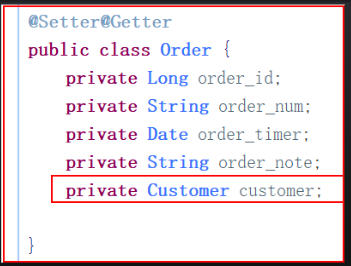 @Setter@Getter
public class Order {
private Long order_id;
private String order_num;
private Date order_timer;
private String order_note;
private Customer customer;
}